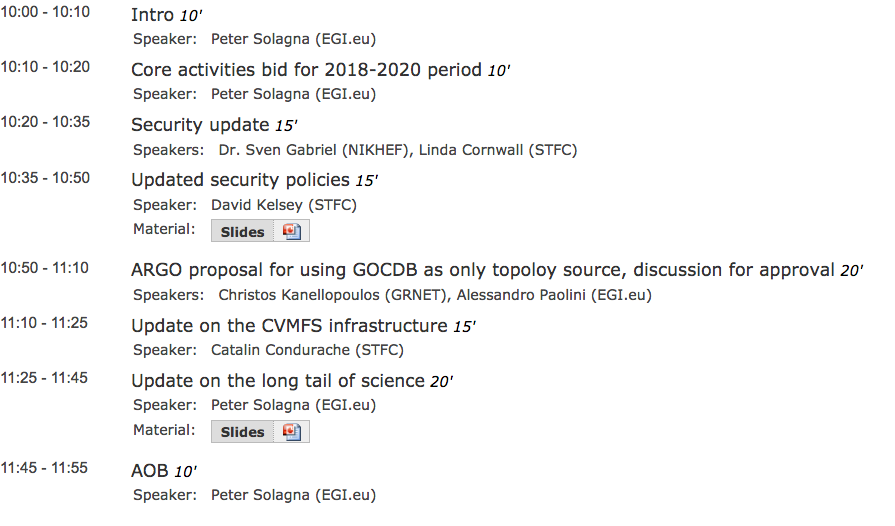 10:00 - 10:10 Intro 10'
Speaker: Peter Solagna (EGI.eu)
10:10 - 10:20 Core activities bid for 2018-2020 period 10'
Speaker: Peter Solagna (EGI.eu)
10:20 - 10:35 Security update 15'
Speakers: Dr. Sven Gabriel (NIKHEF), Linda Cornwall (STFC)
10:35 - 10:50 Updated security policies 15'
Speaker: David Kelsey (STFC)
Material: Slides
10:50 - 11:10 ARGO proposal for using GOCDB as only topoloy source, discussion for approval 20'
Speakers: Christos Kanellopoulos (GRNET), Alessandro Paolini (EGI.eu)
11:10 - 11:25 Update on the CVMFS infrastructure 15'
Speaker: Catalin Condurache (STFC)
11:25 - 11:45 Update on the long tail of science 20'
Speaker: Peter Solagna (EGI.eu)
Material: Slides
11:45 - 11:55 AOB 10'
Speaker: Peter Solagna (EGI.eu)